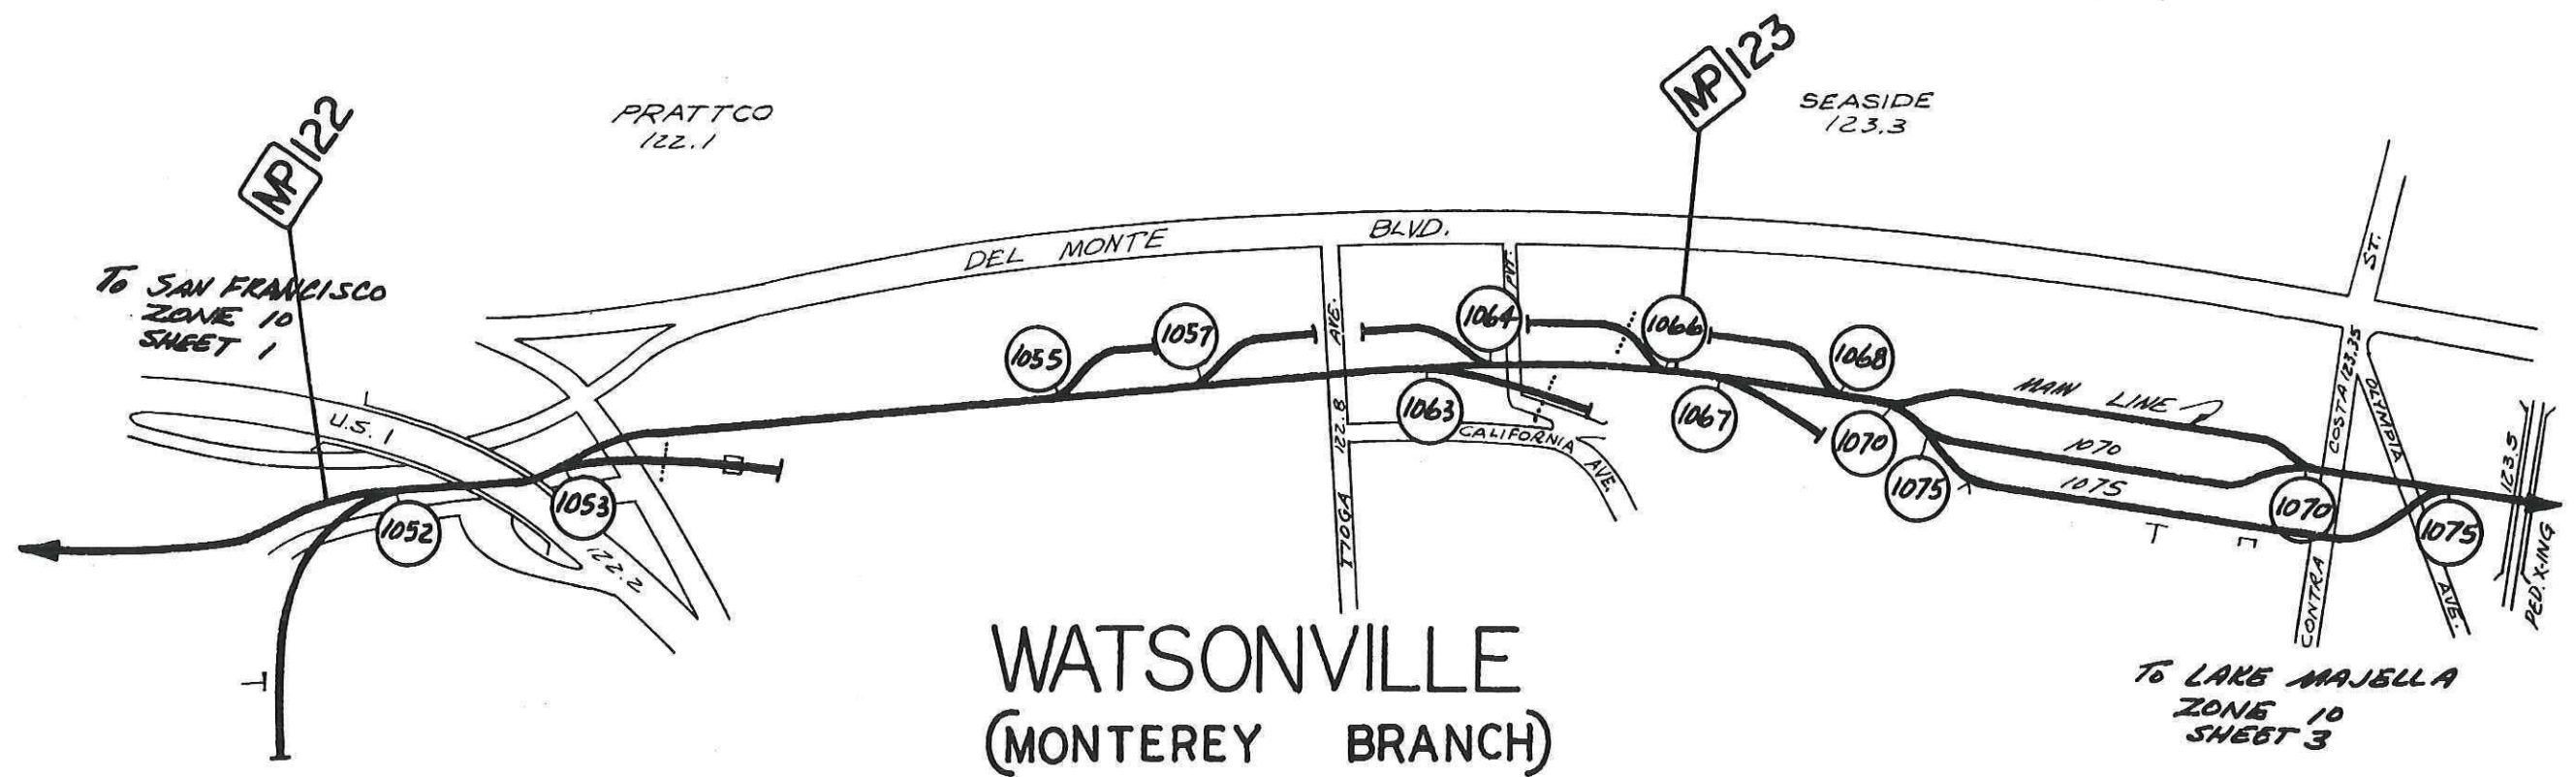 MP 122
PRATTCO
122.1
MP 123
SEASIDE
123.3
To SAN FRANCISCO
ZONE 10
SHEET 1
DEL MONTE BLVD.
U.S. 1
122.2
1052
1053
1055
1057
AVE.
122.8
1063
1064
PVT.
CALIFORNIA AVE.
1066
1067
1068
1070
1075
MAIN LINE
1070
1075
1070
1075
ST.
COSTA 123.35
CONTRA
OLYMPIA
AVE.
123.5
PED. X-ING
WATSONVILLE
(MONTEREY BRANCH)
To LAKE MAJELLA
ZONE 10
SHEET 3